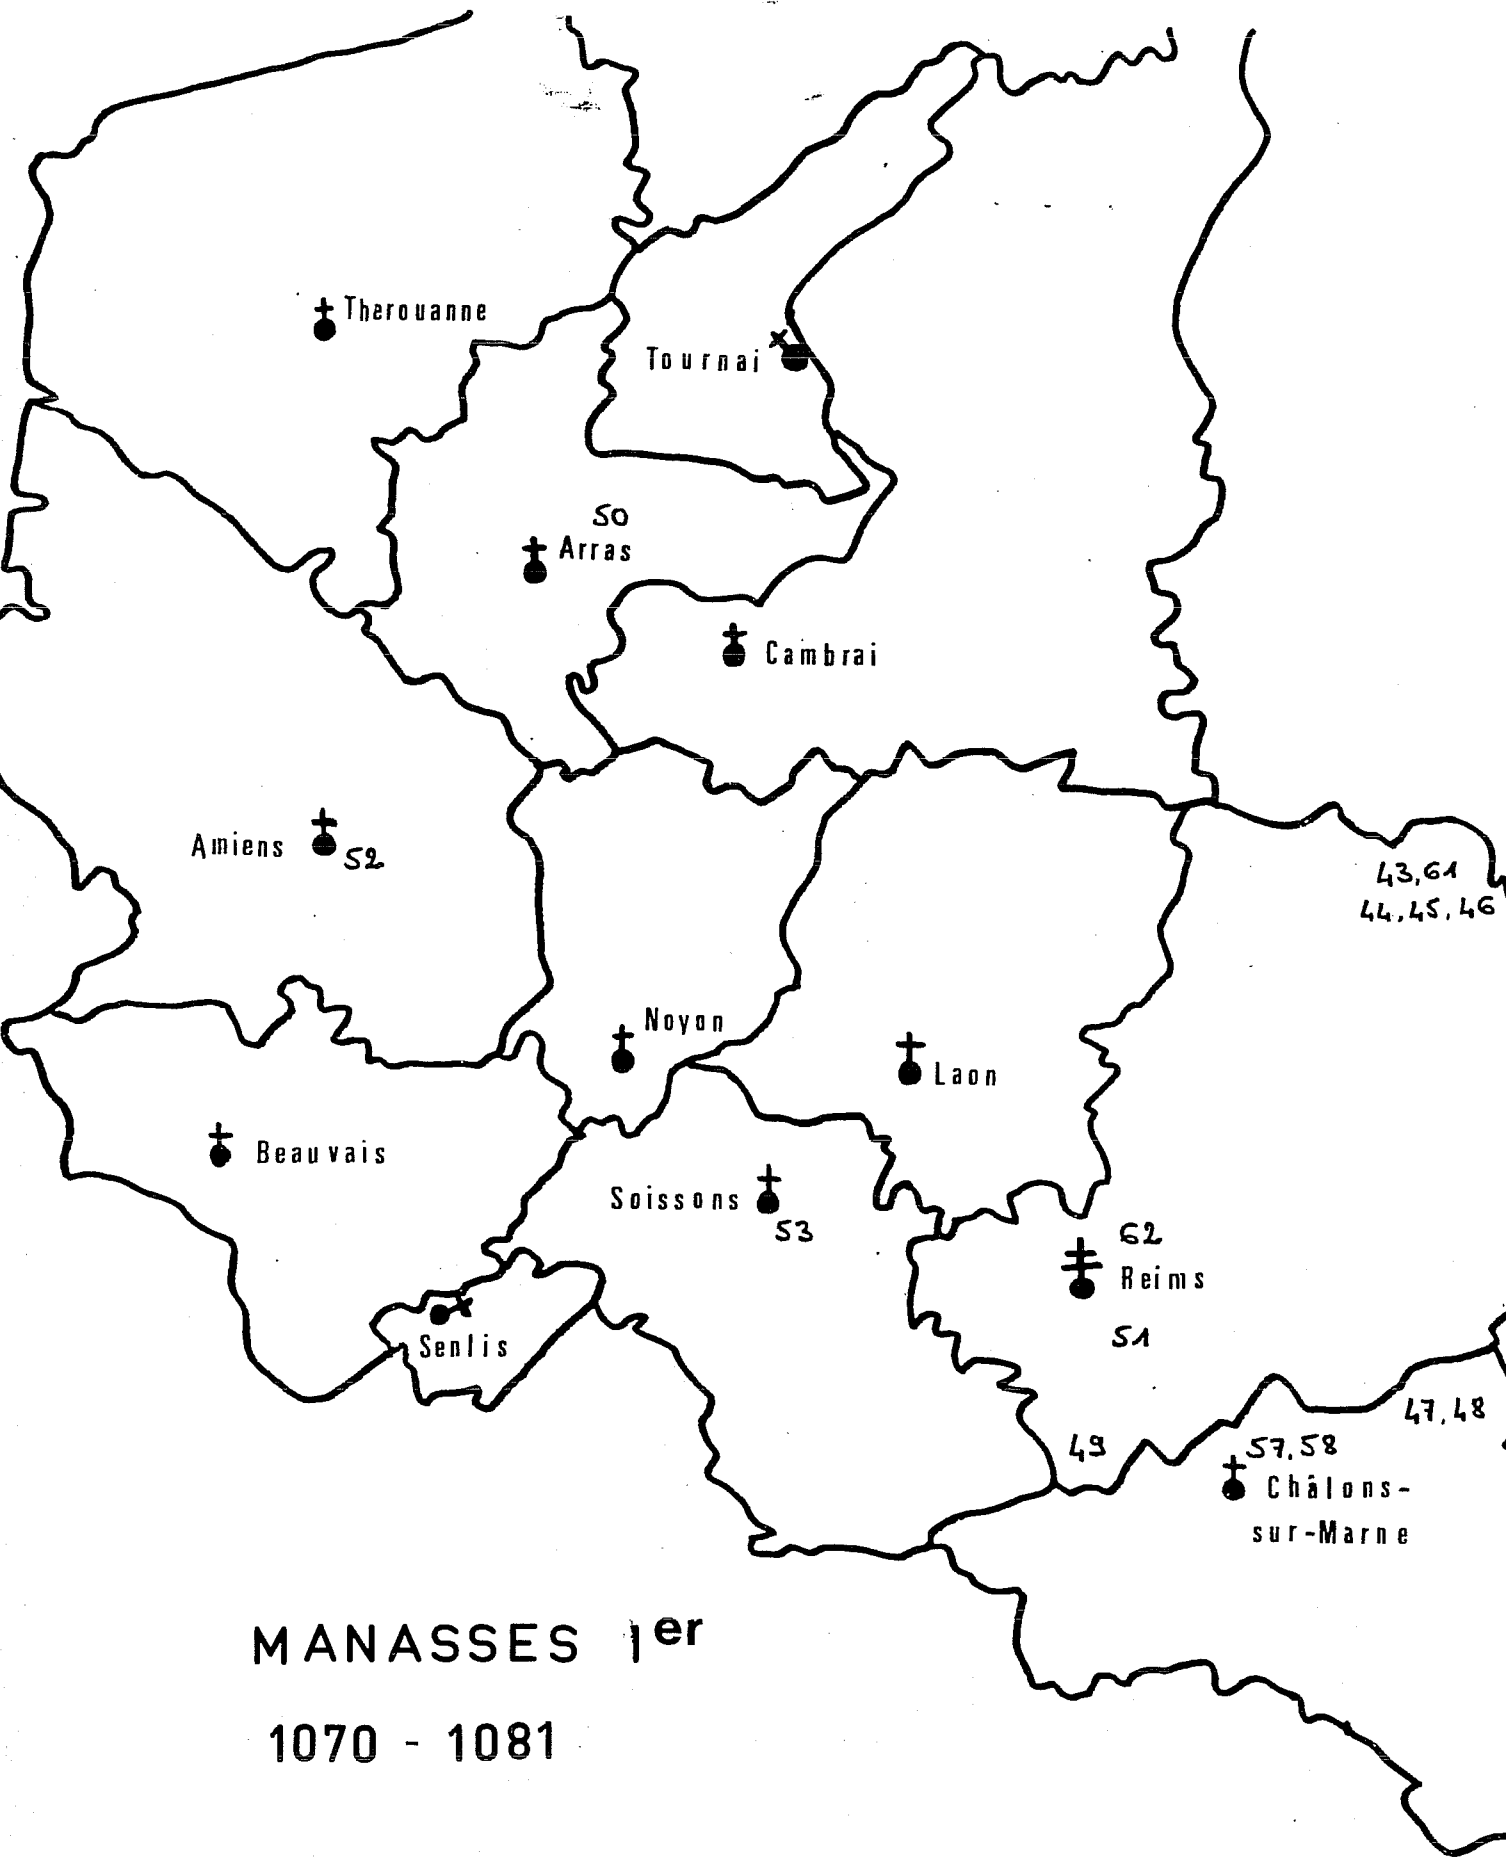 Therouanne
Tournai
50
Arras
Cambrai
Amiens
52
43,61
44,45,46
Noyon
Laon
Beauvais
Soissons
53
62
Reims
51
Senlis
47,48
49
57,58
Châlons-
sur-Marne
MANASSES 1er
1070 - 1081